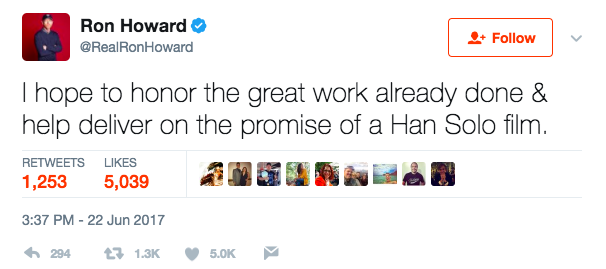 Ron Howard
@RealRonHoward
Follow
I hope to honor the great work already done &
help deliver on the promise of a Han Solo film.
RETWEETS LIKES
1,253 5,039
3:37 PM - 22 Jun 2017
294 1.3K 5.0K